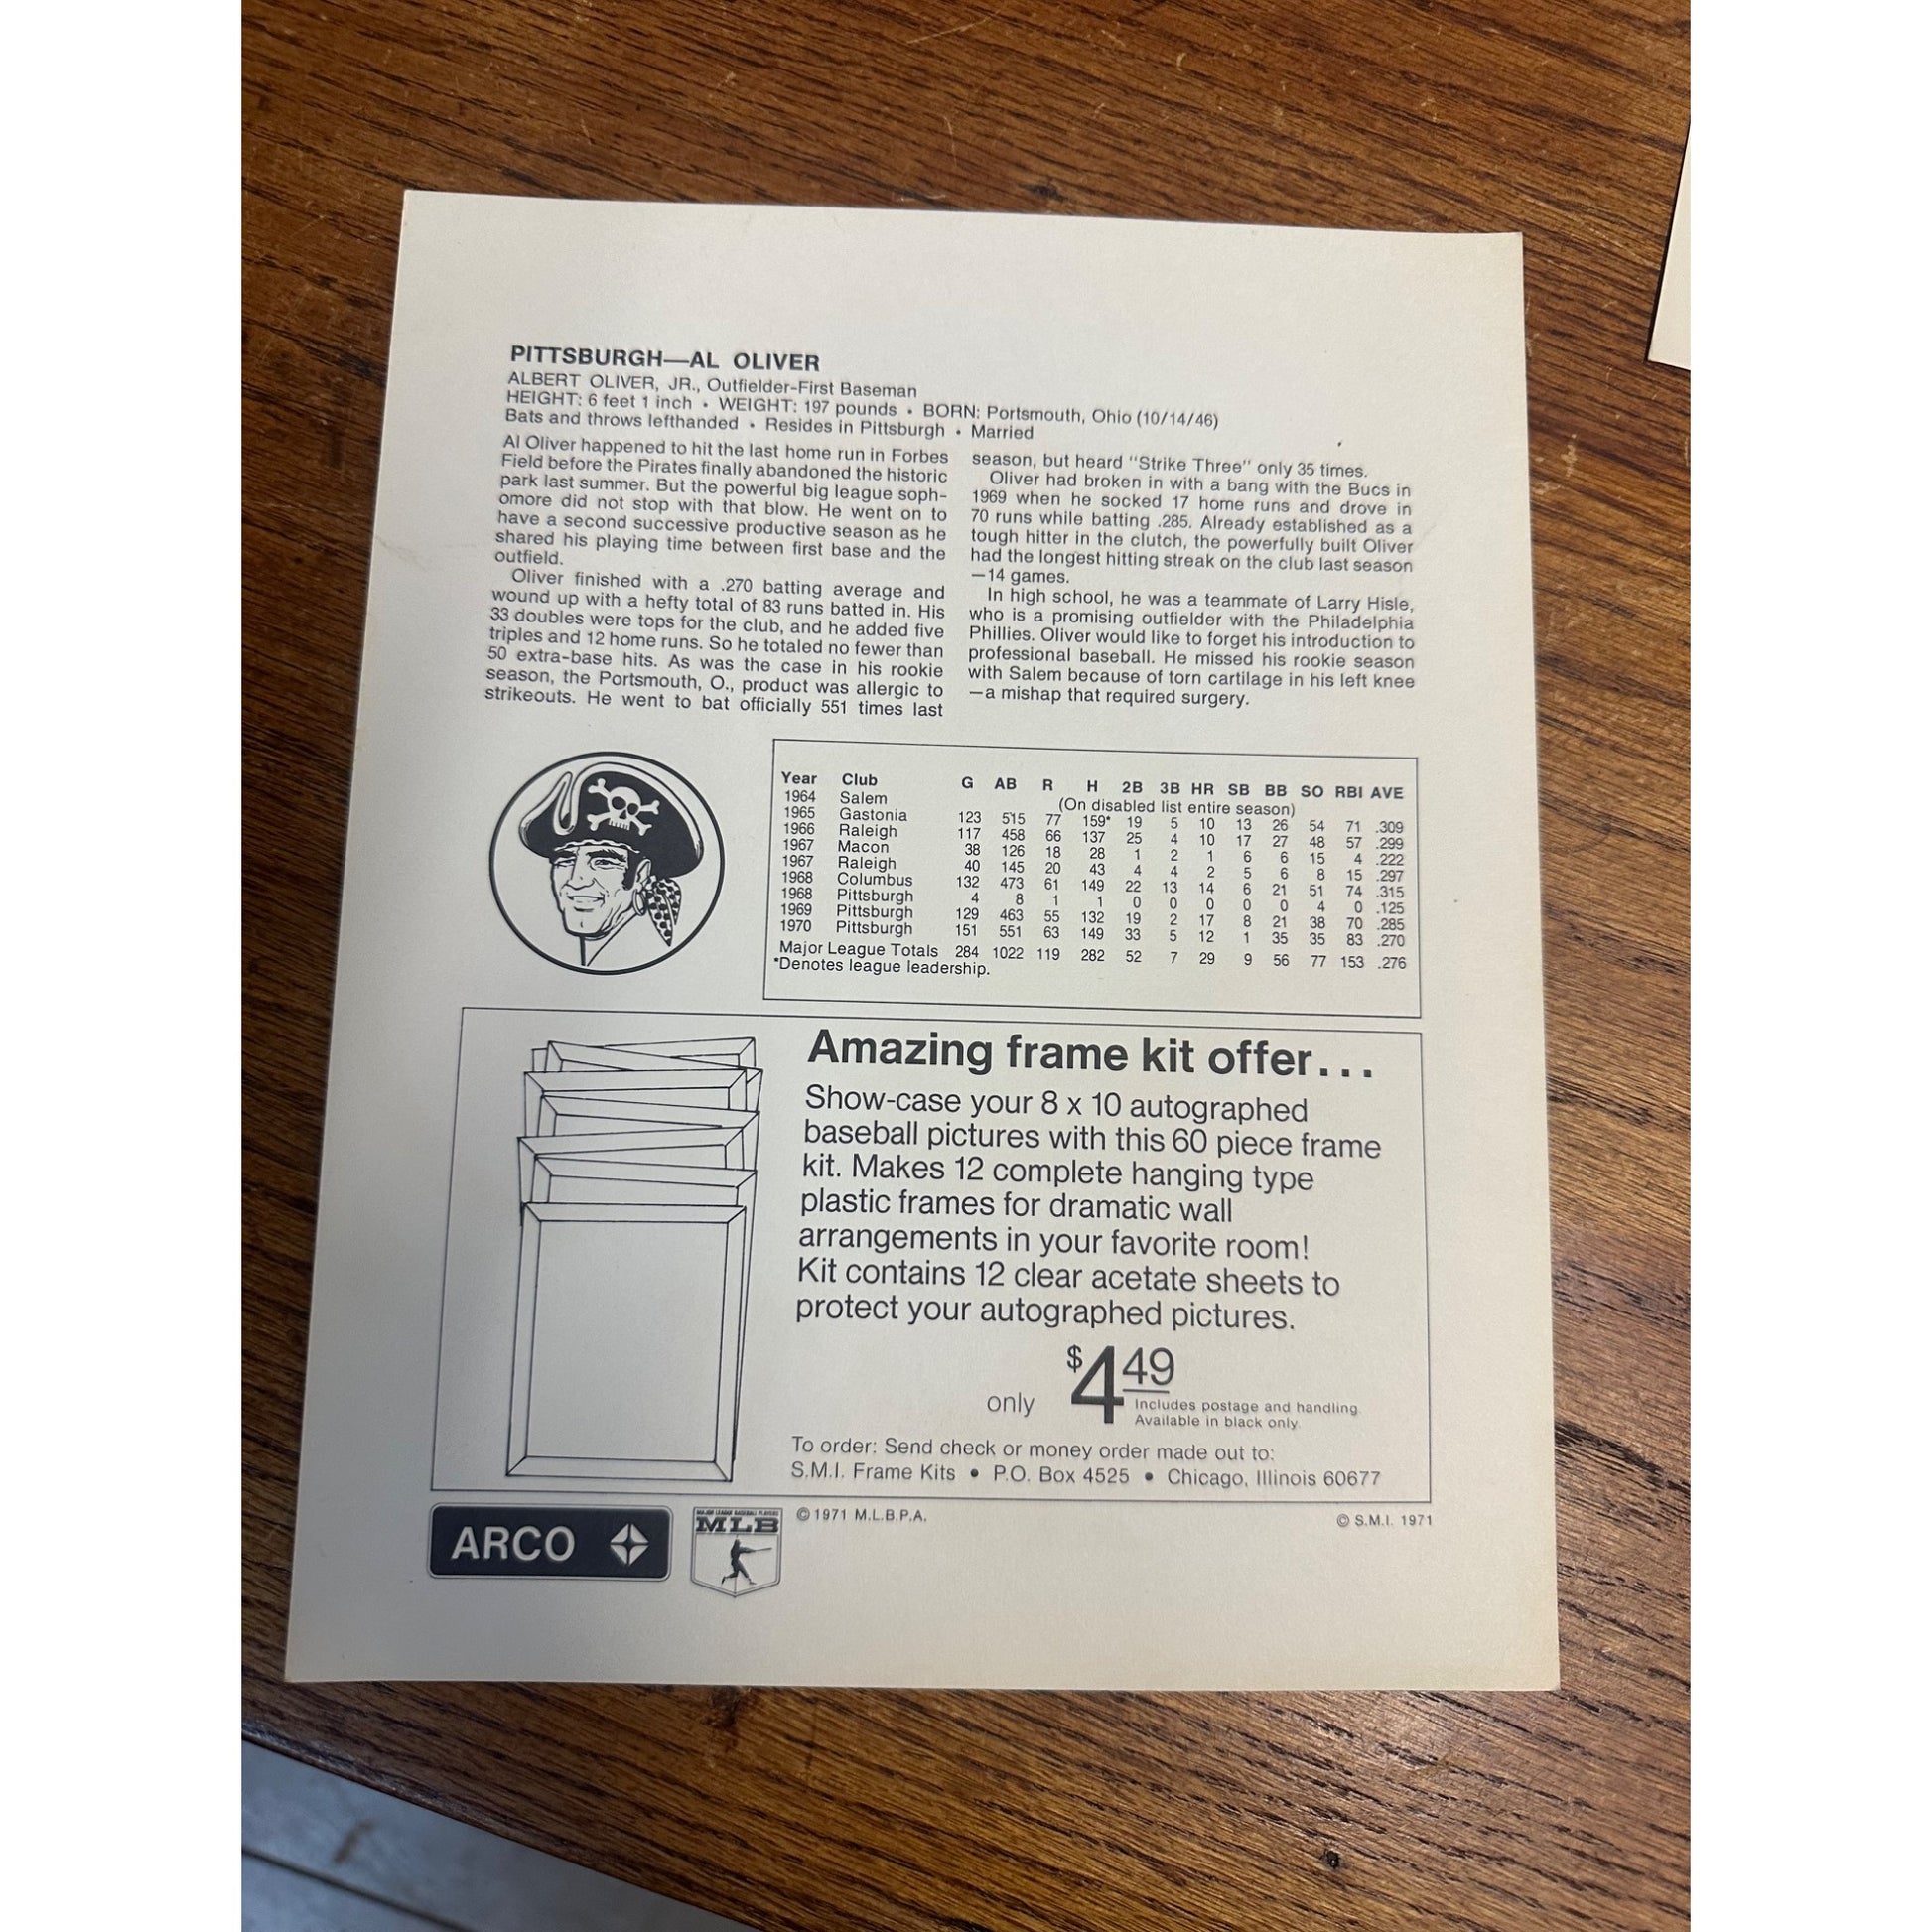 PITTSBURGH—AL OLIVER
ALBERT OLIVER, JR., Outfielder-First Baseman
HEIGHT: 6 feet 1 inch • WEIGHT: 197 pounds • BORN: Portsmouth, Ohio (10/14/46)
Bats and throws lefthanded • Resides in Pittsburgh • Married
Al Oliver happened to hit the last home run in Forbes
Field before the Pirates finally abandoned the historic
park last summer. But the powerful big league soph-
omore did not stop with that blow. He went on to
have a second successive productive season as he
shared his playing time between first base and the
outfield.
Oliver finished with a .270 batting average and
wound up with a hefty total of 83 runs batted in. His
33 doubles were tops for the club, and he added five
triples and 12 home runs. So he totaled no fewer than
50 extra-base hits. As was the case in his rookie
season, the Portsmouth, O., product was allergic to
strikeouts. He went to bat officially 551 times last
season, but heard "Strike Three" only 35 times.
Oliver had broken in with a bang with the Bucs in
1969 when he socked 17 home runs and drove in
70 runs while batting .285. Already established as a
tough hitter in the clutch, the powerfully built Oliver
had the longest hitting streak on the club last season
—14 games.
In high school, he was a teammate of Larry Hisle,
who is a promising outfielder with the Philadelphia
Phillies. Oliver would like to forget his introduction to
professional baseball. He missed his rookie season
with Salem because of torn cartilage in his left knee
—a mishap that required surgery.
Year Club G AB R H 2B 3B HR SB BB SO RBI AVE
1964 Salem (On disabled list entire season)
1965 Gastonia 123 515 77 159* 19 5 10 13 26 54 71 .309
1966 Raleigh 117 458 66 137 25 4 10 17 27 48 57 .299
1967 Macon 38 126 18 28 1 2 1 6 6 15 4 .222
1967 Raleigh 40 145 20 43 4 4 2 5 6 8 15 .297
1968 Columbus 132 473 61 149 22 13 14 6 21 51 74 .315
1968 Pittsburgh 4 8 1 1 0 0 0 0 0 4 0 .125
1969 Pittsburgh 129 463 55 132 19 2 17 8 21 38 70 .285
1970 Pittsburgh 151 551 63 149 33 5 12 1 35 35 83 .270
Major League Totals 284 1022 119 282 52 7 29 9 56 77 153 .276
*Denotes league leadership.
Amazing frame kit offer...
Show-case your 8 x 10 autographed
baseball pictures with this 60 piece frame
kit. Makes 12 complete hanging type
plastic frames for dramatic wall
arrangements in your favorite room!
Kit contains 12 clear acetate sheets to
protect your autographed pictures.
only $4 49
Includes postage and handling.
Available in black only.
To order: Send check or money order made out to:
S.M.I. Frame Kits • P.O. Box 4525 • Chicago, Illinois 60677
ARCO
MAJOR LEAGUE BASEBALL PLAYERS
MLB
©1971 M.L.B.P.A.
© S.M.I. 1971